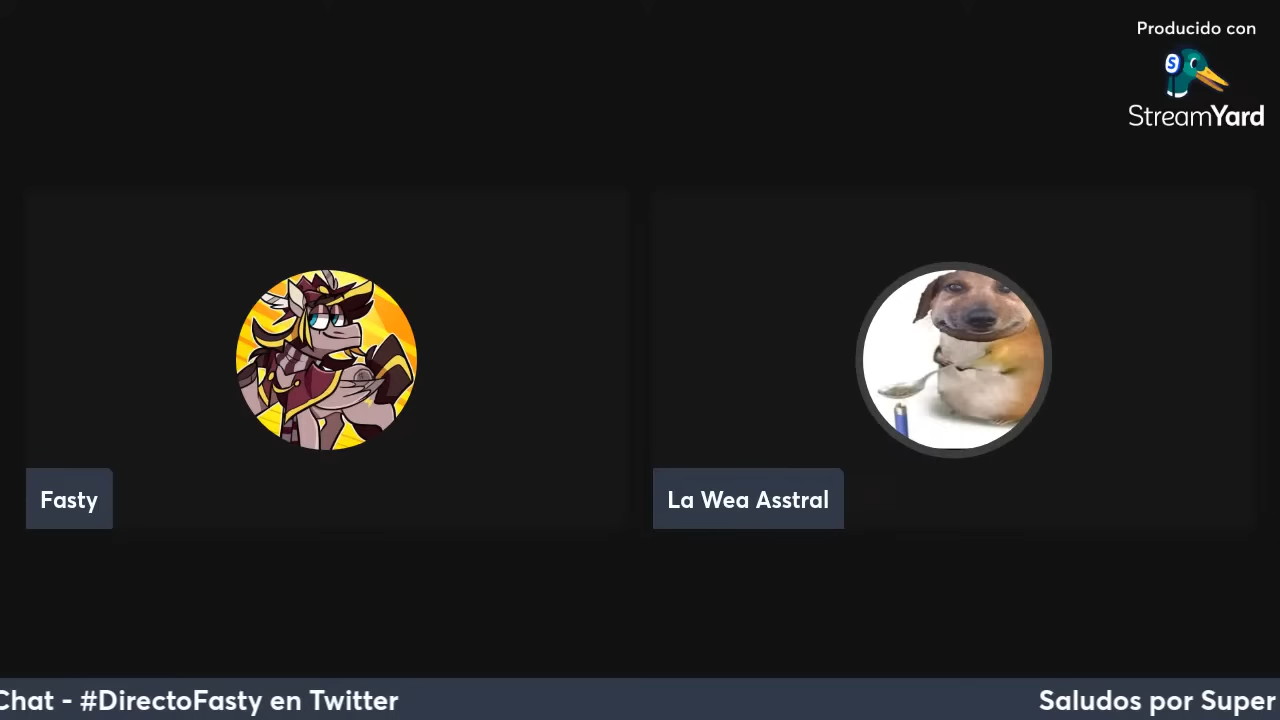 Producido con
S
StreamYard
Fasty
La Wea Asstral
Chat - #DirectoFasty en Twitter
Saludos por Super